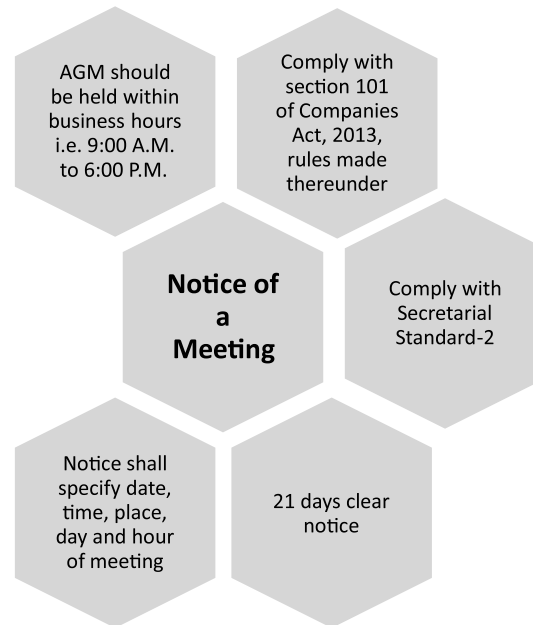 AGM should
be held within
business hours
i.e. 9:00 A.M.
to 6:00 P.M.
Comply with
section 101
of Companies
Act, 2013,
rules made
thereunder
Notice of
a
Meeting
Comply with
Secretarial
Standard-2
Notice shall
specify date,
time, place,
day and hour
of meeting
21 days clear
notice